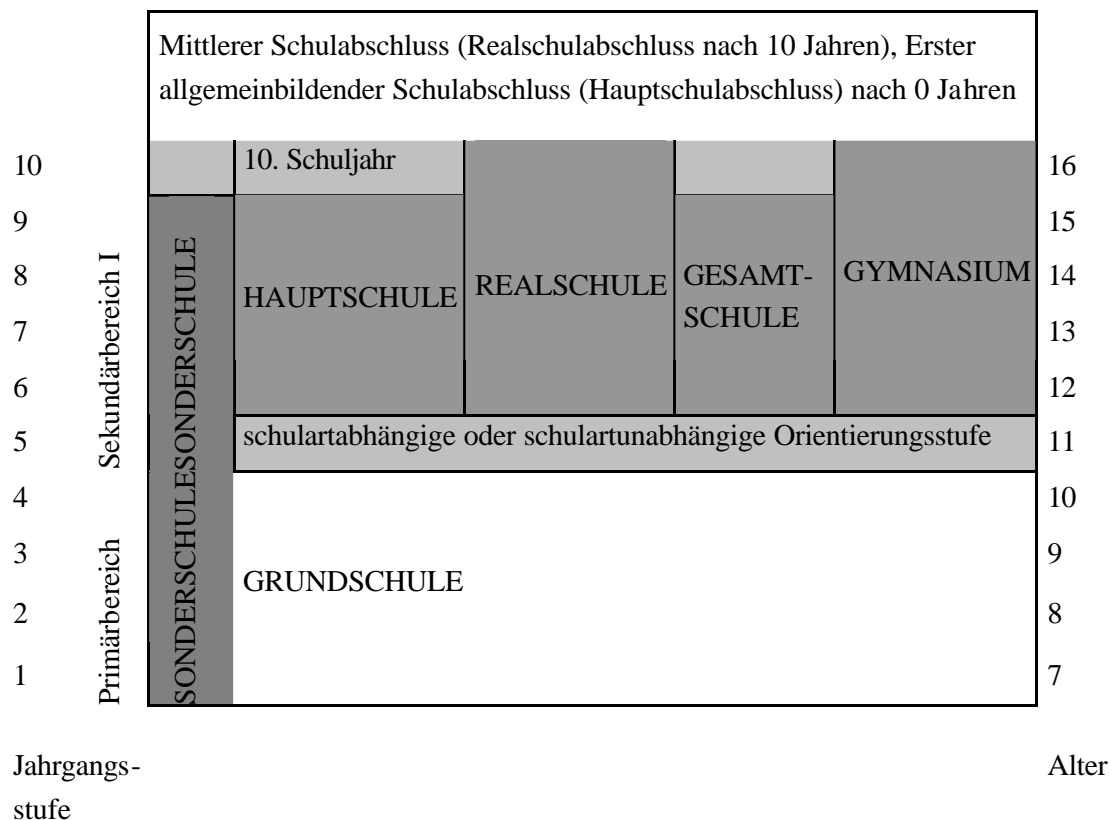 Mittlerer Schulabschluss (Realschulabschluss nach 10 Jahren), Erster
allgemeinbildender Schulabschluss (Hauptschulabschluss) nach 0 Jahren
10
10. Schuljahr
16
9
15
8
14
7
13
6
12
5
11
4
10
3
9
2
8
1
7
Sekundärbereich I
Primärbereich
SONDERSCHULESONDERSCHULE
HAUPTSCHULE
REALSCHULE
GESAMT-
SCHULE
GYMNASIUM
schulartabhängige oder schulartunabhängige Orientierungsstufe
GRUNDSCHULE
Jahrgangs-
stufe
Alter